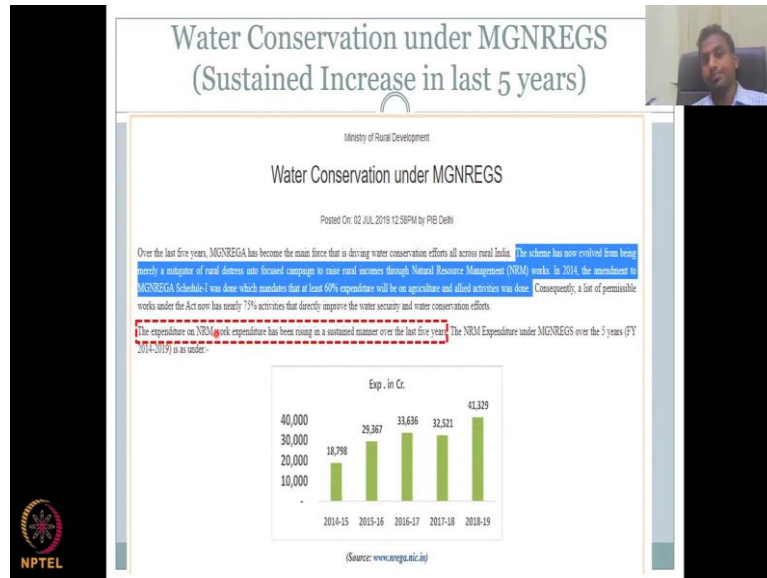 Water Conservation under MGNREGS
(Sustained Increase in last 5 years)
Ministry of Rural Development
Water Conservation under MGNREGS
Posted On: 02 JUL 2019 12:58PM by PIB Delhi
Over the last five years, MGNREGA has become the main force that is driving water conservation efforts all across rural India. The scheme has now evolved from being
merely a mitigator of rural distress into focused campaign to raise rural incomes through Natural Resource Management (NRM) works. In 2014, the amendment to
MGNREGA Schedule-I was done which mandates that at least 60% expenditure will be on agriculture and allied activities was done. Consequently, a list of permissible
works under the Act now has nearly 75% activities that directly improve the water security and water conservation efforts.
The expenditure on NRM work expenditure has been rising in a sustained manner over the last five years. The NRM Expenditure under MGNREGS over the 5 years (FY
2014-2019) is as under:-
Exp . in Cr.
40,000
30,000
20,000
10,000
-
18,798
29,367
33,636
32,521
41,329
2014-15 2015-16 2016-17 2017-18 2018-19
(Source: www.nrega.nic.in)
NPTEL